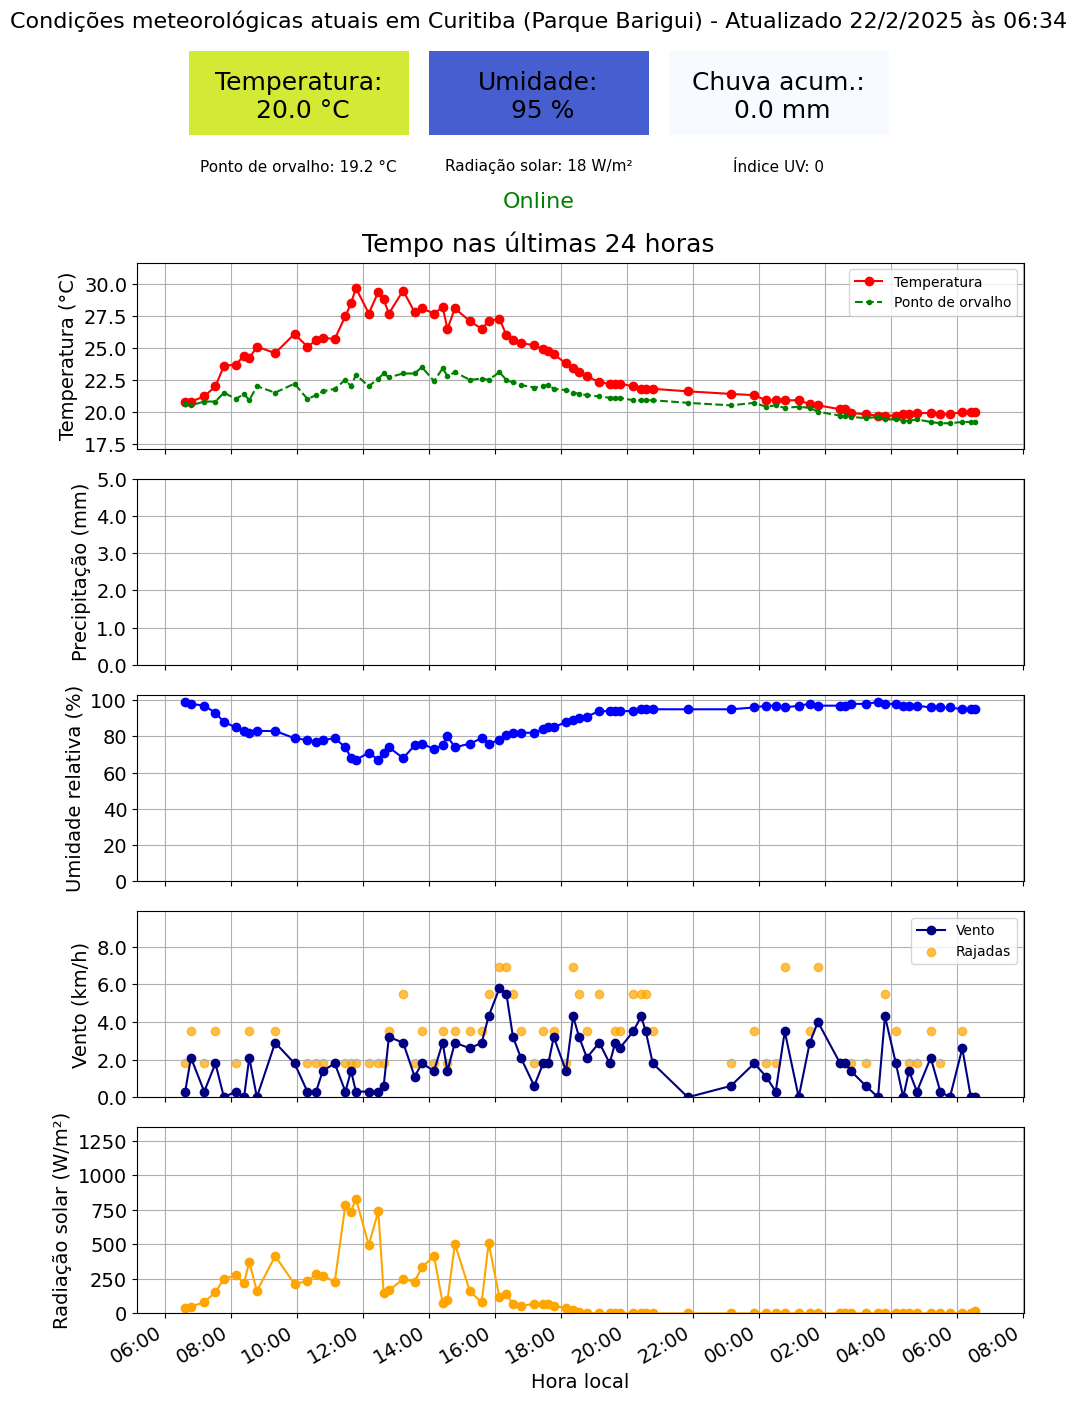 Condições meteorológicas atuais em Curitiba (Parque Barigui) - Atualizado 22/2/2025 às 06:34
Temperatura:
20.0 °C
Umidade:
95 %
Chuva acum.:
0.0 mm
Ponto de orvalho: 19.2 °C
Radiação solar: 18 W/m²
Índice UV: 0
Online
Tempo nas últimas 24 horas
Temperatura (°C)
30.0
27.5
25.0
22.5
20.0
17.5
Temperatura
Ponto de orvalho
Precipitação (mm)
5.0
4.0
3.0
2.0
1.0
0.0
Umidade relativa (%)
100
80
60
40
20
0
Vento (km/h)
8.0
6.0
4.0
2.0
0.0
Vento
Rajadas
Radiação solar (W/m²)
1250
1000
750
500
250
0
06:00
08:00
10:00
12:00
14:00
16:00
18:00
20:00
22:00
00:00
02:00
04:00
06:00
08:00
Hora local